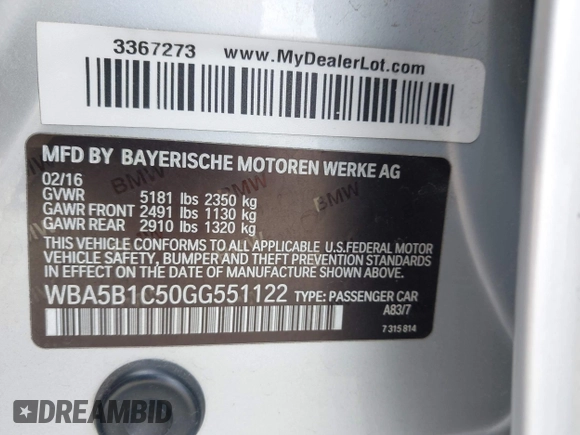 3367273 www.MyDealerLot.com
MFD BY BAYERISCHE MOTOREN WERKE AG
02/16
GVWR 5181 lbs 2350 kg
GAWR FRONT 2491 lbs 1130 kg
GAWR REAR 2910 lbs 1320 kg
THIS VEHICLE CONFORMS TO ALL APPLICABLE U.S.FEDERAL MOTOR
VEHICLE SAFETY, BUMPER AND THEFT PREVENTION STANDARDS
IN EFFECT ON THE DATE OF MANUFACTURE SHOWN ABOVE.
WBA5B1C50GG551122 TYPE: PASSENGER CAR
A83/7
7 315 814
DREAMBID